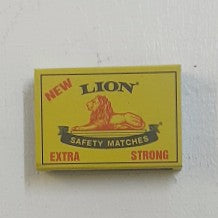 NEW
LION
SAFETY MATCHES
EXTRA STRONG